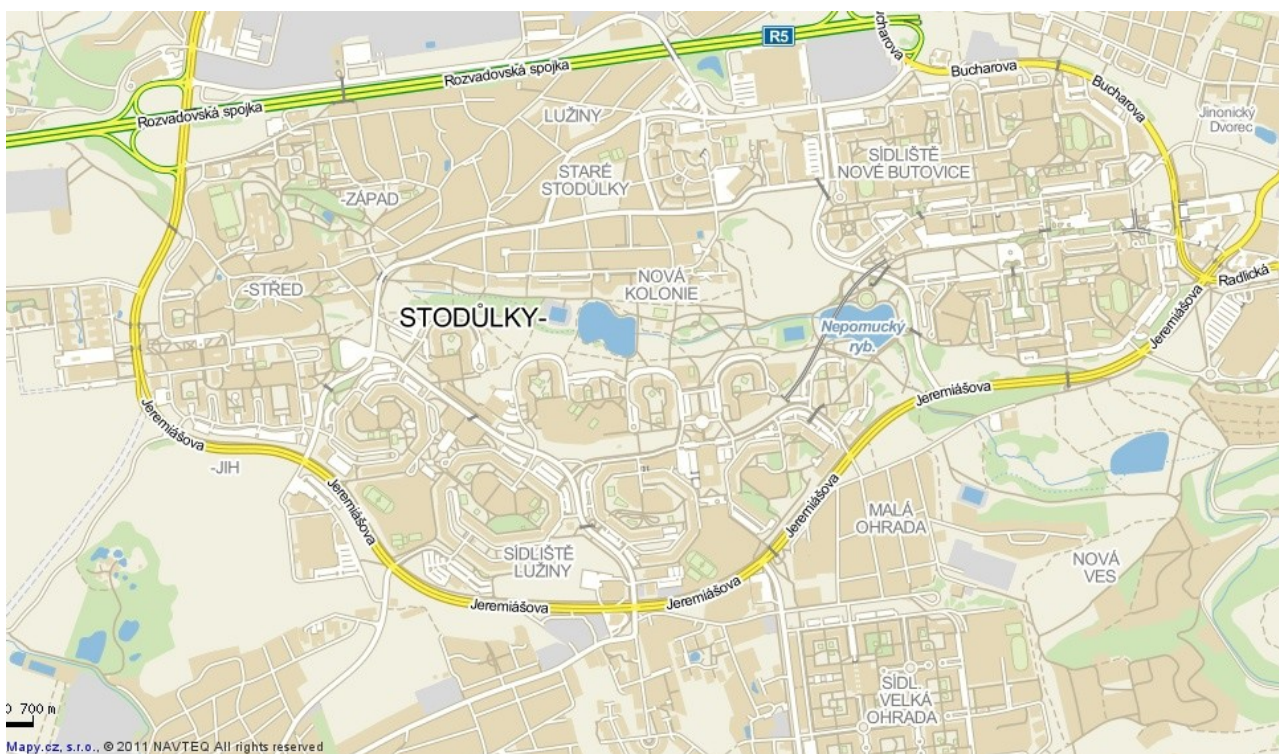 R5
Bucharova
Rozvadovská spojka
Bucharova
Bucharova
Rozvadovská spojka
LUŽINY
Jinonický
Dvorec
SÍDLIŠTĚ
NOVÉ BUTOVICE
STARÉ
STODŮLKY
-ZÁPAD
NOVÁ
KOLONIE
Radlická
-STŘED
STODŮLKY-
Nepomucký
ryb.
Jeremiášova
Jeremiášova
Jeremiášova
-JIH
Jeremiášova
Jeremiášova
MALÁ
OHRADA
SÍDLIŠTĚ
LUŽINY
NOVÁ
VES
Jeremiášova
Jeremiášova
SÍDL.
VELKÁ
OHRADA
0 700 m
Mapy.cz, s.r.o., © 2011 NAVTEQ All rights reserved